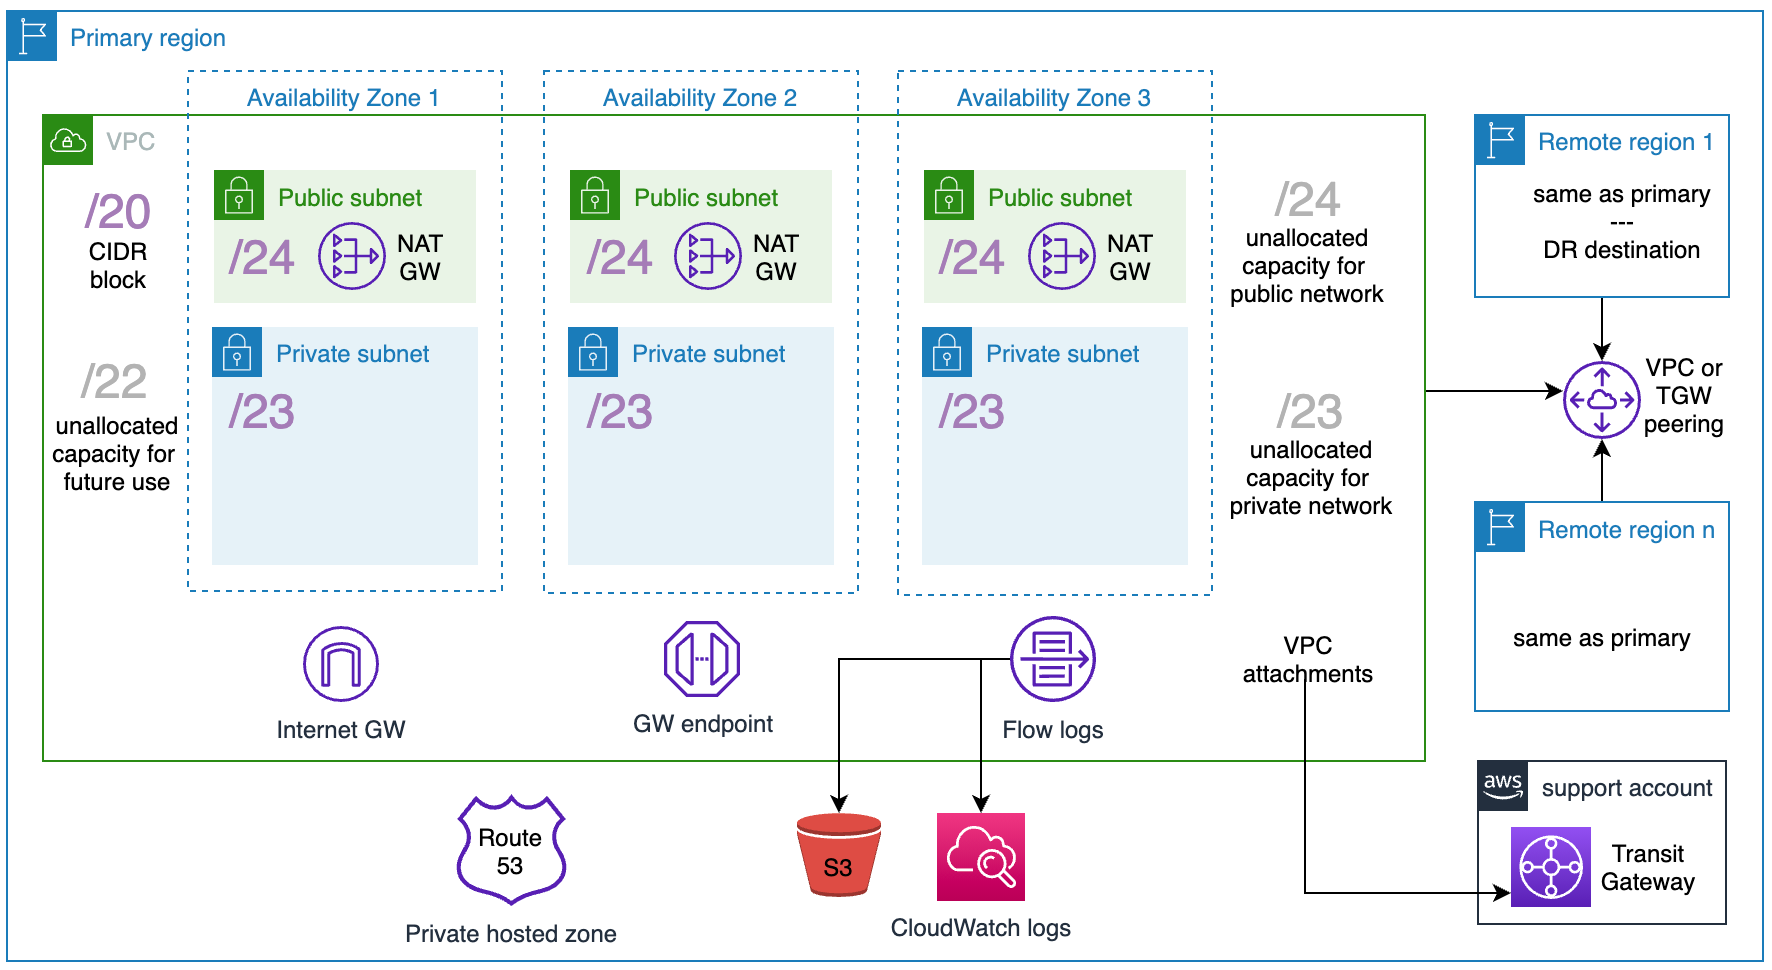 Primary region
Availability Zone 1
Availability Zone 2
Availability Zone 3
VPC
/20
CIDR
block
/22
unallocated
capacity for
future use
Public subnet
/24
NAT
GW
Private subnet
/23
Public subnet
/24
NAT
GW
Private subnet
/23
Public subnet
/24
NAT
GW
Private subnet
/23
/24
unallocated
capacity for
public network
/23
unallocated
capacity for
private network
Internet GW
GW endpoint
Flow logs
VPC
attachments
Route
53
Private hosted zone
S3
CloudWatch logs
Remote region 1
same as primary
---
DR destination
VPC or
TGW
peering
Remote region n
same as primary
aws
support account
Transit
Gateway